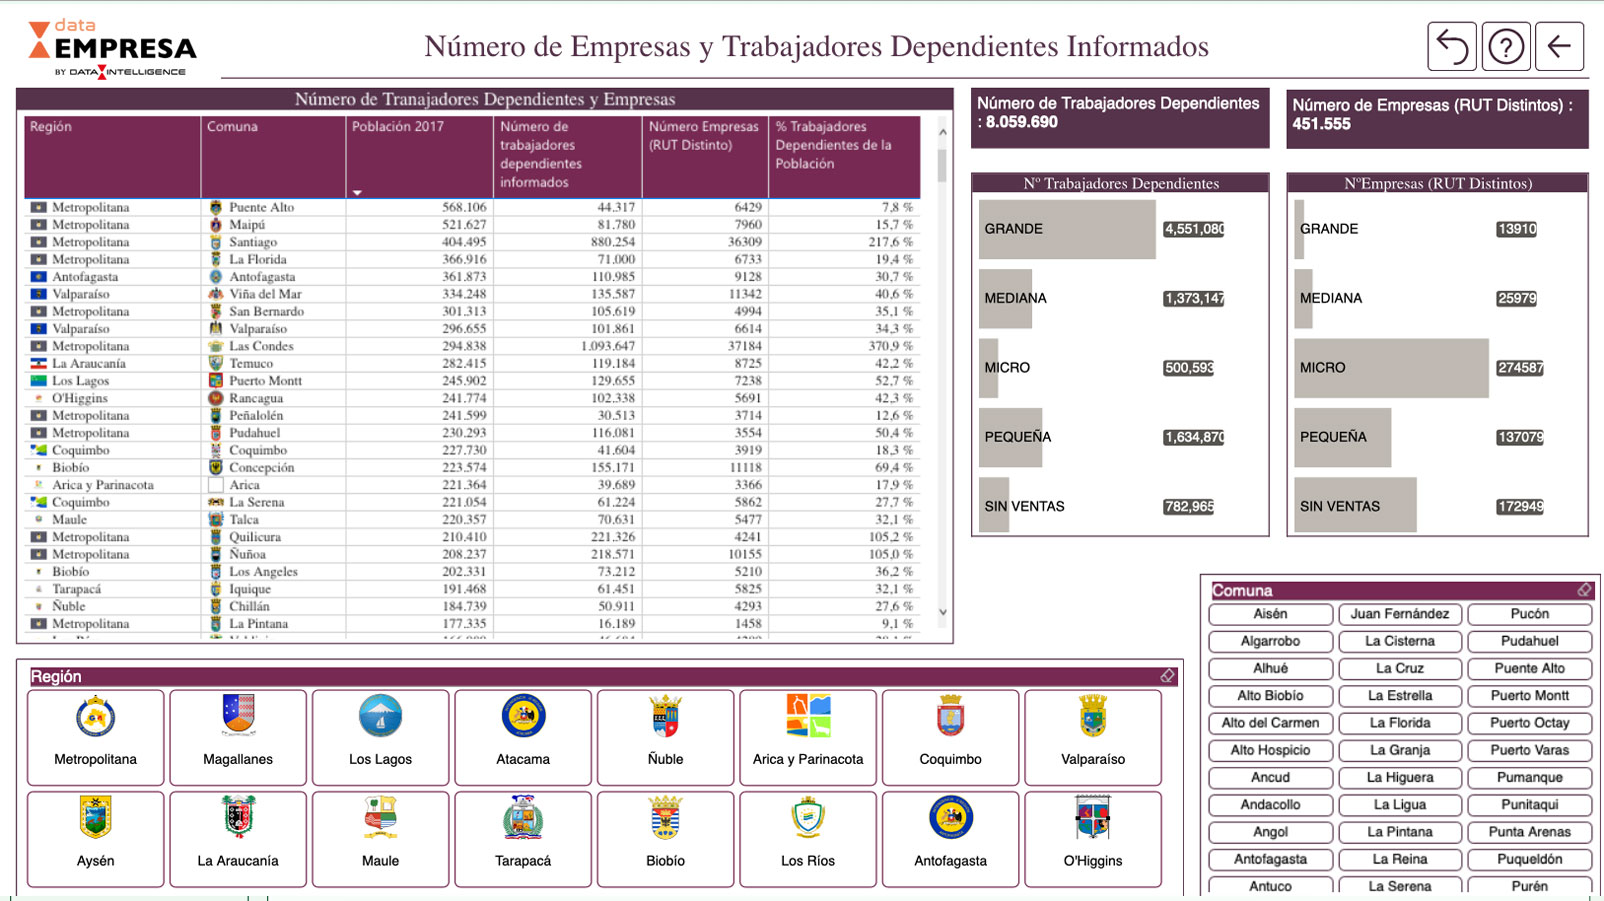 data
EMPRESA
BY DATA INTELLIGENCE
Número de Empresas y Trabajadores Dependientes Informados
Número de Tranajadores Dependientes y Empresas
Región Comuna Población 2017 Número de trabajadores dependientes informados Número Empresas (RUT Distinto) % Trabajadores Dependientes de la Población
Metropolitana Puente Alto 568.106 44.317 6429 7,8 %
Metropolitana Maipú 521.627 81.780 7960 15,7 %
Metropolitana Santiago 404.495 880.254 36309 217,6 %
Metropolitana La Florida 366.916 71.000 6733 19,4 %
Antofagasta Antofagasta 361.873 110.985 9128 30,7 %
Valparaíso Viña del Mar 334.248 135.587 11342 40,6 %
Metropolitana San Bernardo 301.313 105.619 4994 35,1 %
Valparaíso Valparaíso 296.655 101.861 6614 34,3 %
Metropolitana Las Condes 294.838 1.093.647 37184 370,9 %
La Araucanía Temuco 282.415 119.184 8725 42,2 %
Los Lagos Puerto Montt 245.902 129.655 7238 52,7 %
O'Higgins Rancagua 241.774 102.338 5691 42,3 %
Metropolitana Peñalolén 241.599 30.513 3714 12,6 %
Metropolitana Pudahuel 230.293 116.081 3554 50,4 %
Coquimbo Coquimbo 227.730 41.604 3919 18,3 %
Biobío Concepción 223.574 155.171 11118 69,4 %
Arica y Parinacota Arica 221.364 39.689 3366 17,9 %
Coquimbo La Serena 221.054 61.224 5862 27,7 %
Maule Talca 220.357 70.631 5477 32,1 %
Metropolitana Quilicura 210.410 221.326 4241 105,2 %
Metropolitana Ñuñoa 208.237 218.571 10155 105,0 %
Biobío Los Angeles 202.331 73.212 5210 36,2 %
Tarapacá Iquique 191.468 61.451 5825 32,1 %
Ñuble Chillán 184.739 50.911 4293 27,6 %
Metropolitana La Pintana 177.335 16.189 1458 9,1 %
Número de Trabajadores Dependientes
: 8.059.690
Número de Empresas (RUT Distintos) :
451.555
Nº Trabajadores Dependientes
GRANDE 4,551,080
MEDIANA 1,373,147
MICRO 500,593
PEQUEÑA 1,634,870
SIN VENTAS 782,965
NºEmpresas (RUT Distintos)
GRANDE 13910
MEDIANA 25979
MICRO 274587
PEQUEÑA 137079
SIN VENTAS 172949
Región
Metropolitana Magallanes Los Lagos Atacama Ñuble Arica y Parinacota Coquimbo Valparaíso
Aysén La Araucanía Maule Tarapacá Biobío Los Ríos Antofagasta O'Higgins
Comuna
Aisén Juan Fernández Pucón
Algarrobo La Cisterna Pudahuel
Alhué La Cruz Puente Alto
Alto Biobío La Estrella Puerto Montt
Alto del Carmen La Florida Puerto Octay
Alto Hospicio La Granja Puerto Varas
Ancud La Higuera Pumanque
Andacollo La Ligua Punitaqui
Angol La Pintana Punta Arenas
Antofagasta La Reina Puqueldón
Antuco La Serena Purén